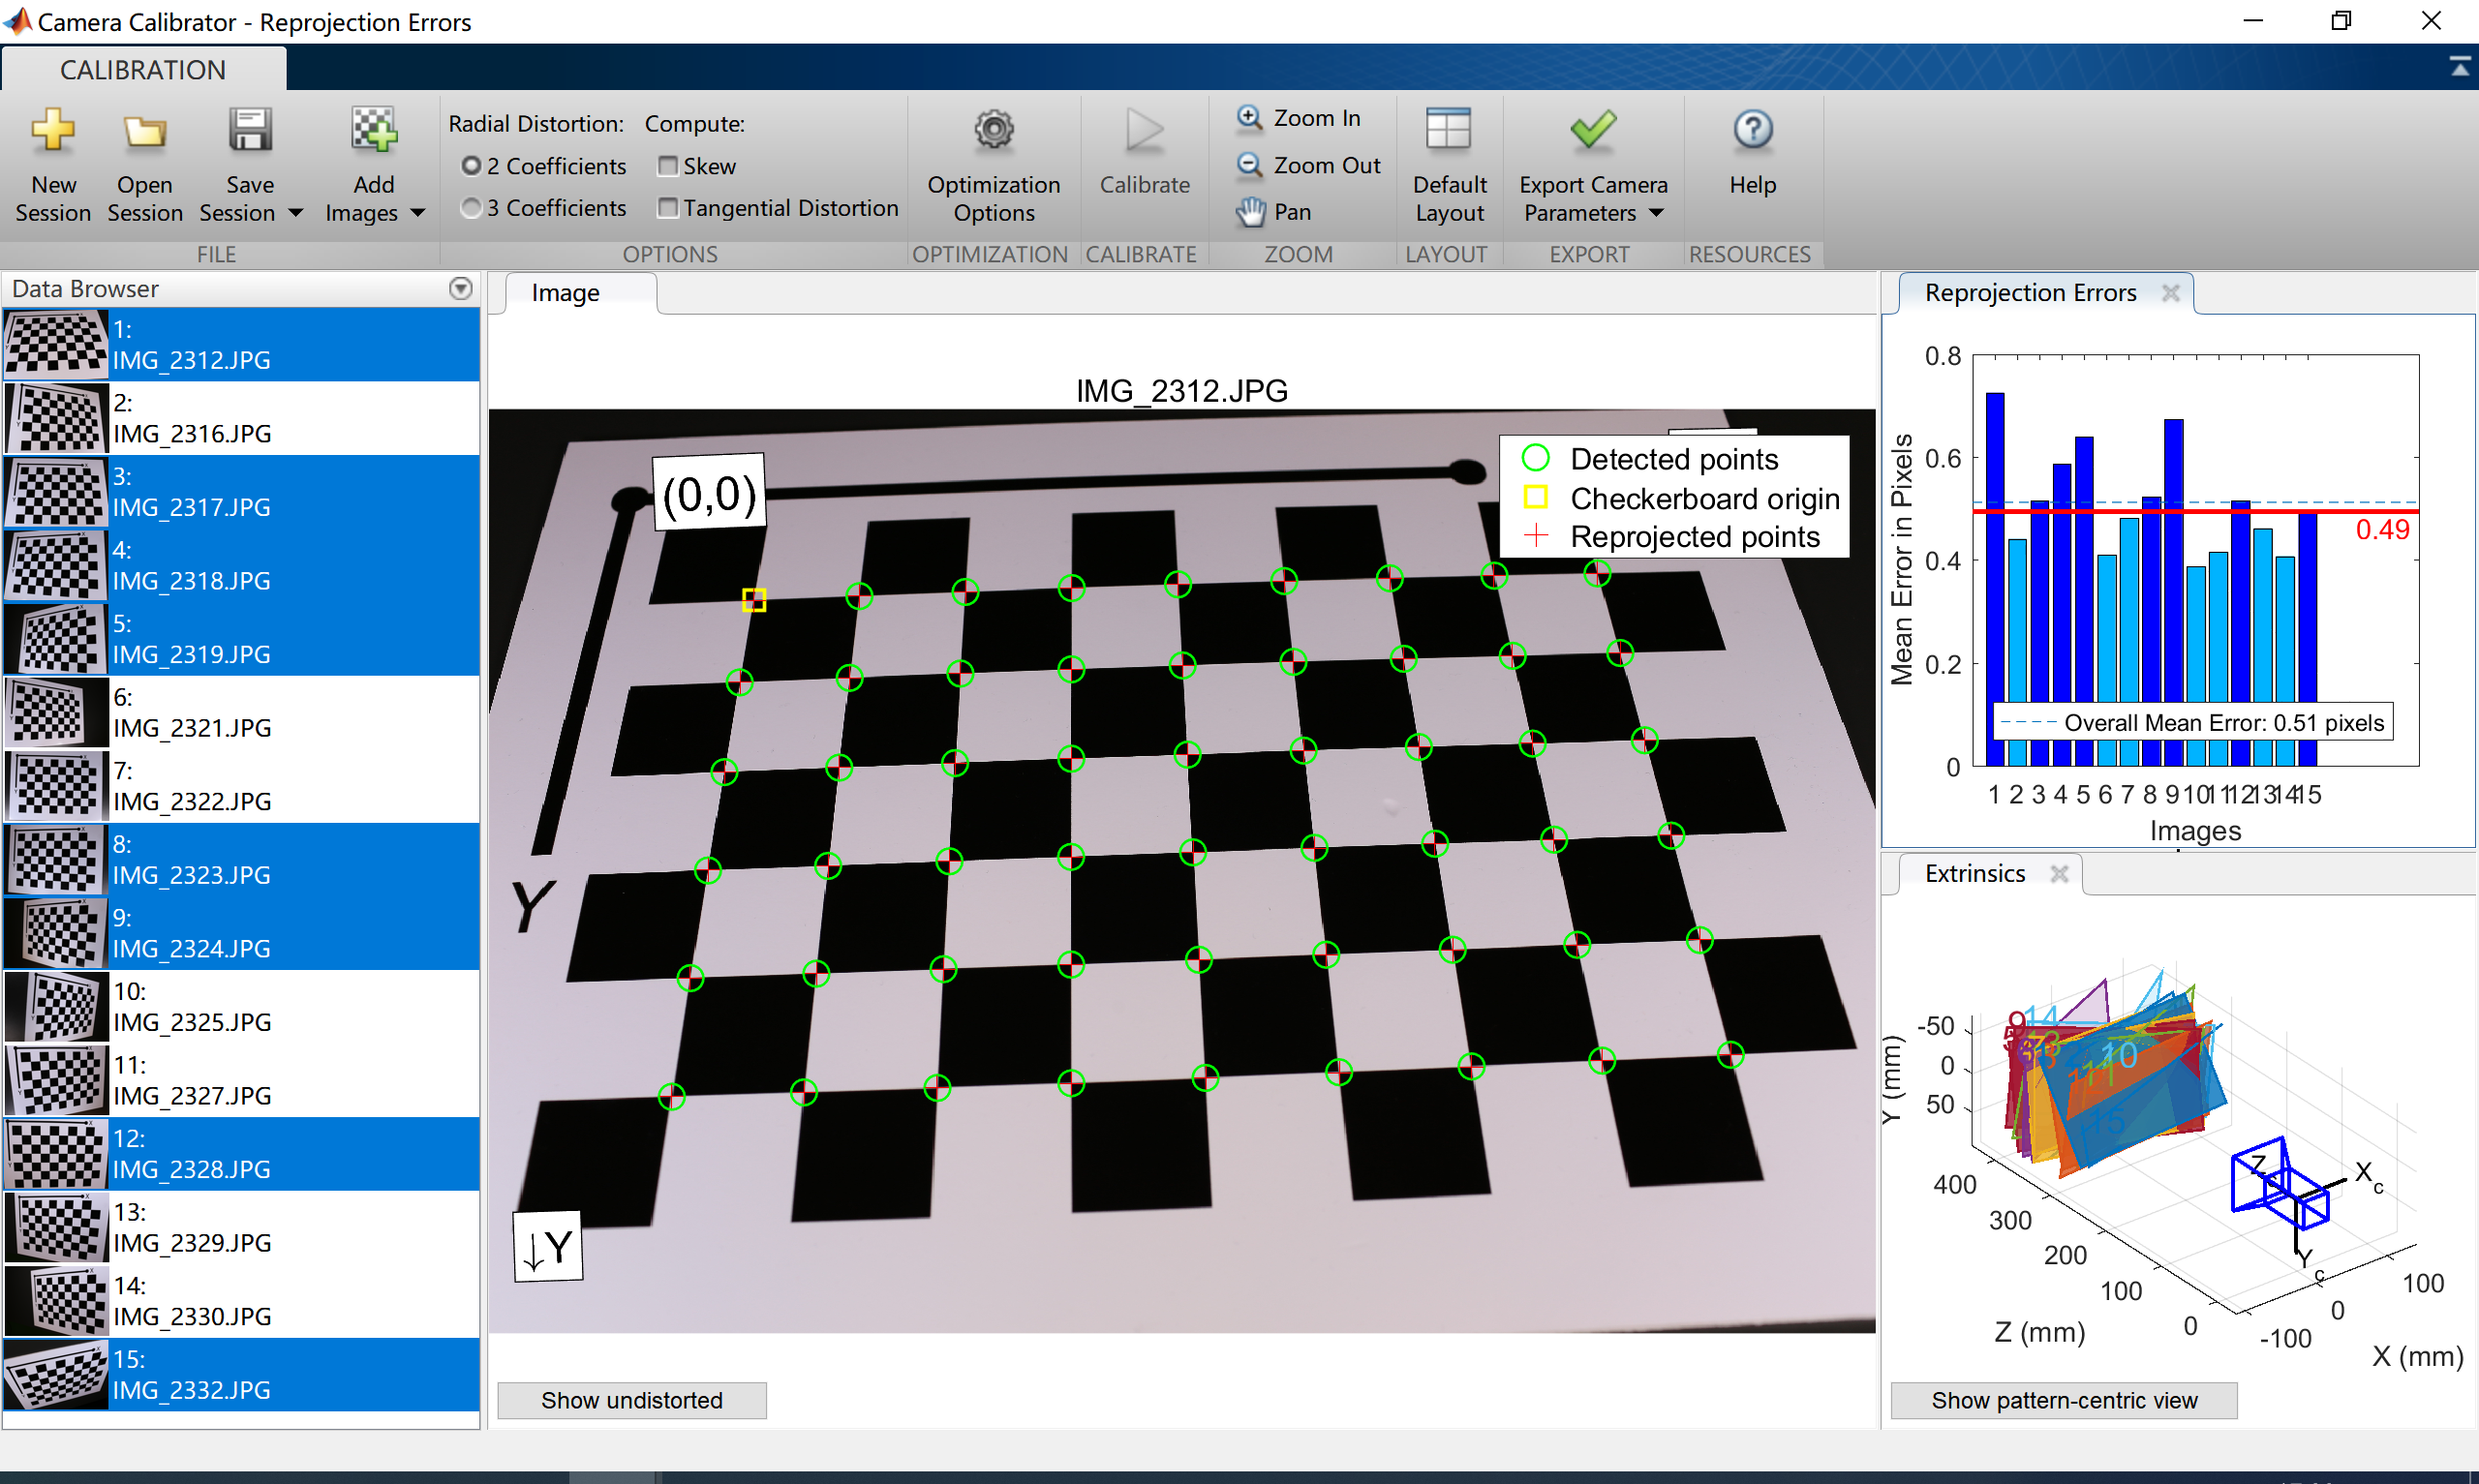 Camera Calibrator - Reprojection Errors
CALIBRATION
New Session
Open Session
Save Session
Add Images
FILE
Radial Distortion:
2 Coefficients
3 Coefficients
Compute:
Skew
Tangential Distortion
OPTIONS
Optimization Options
OPTIMIZATION
Calibrate
CALIBRATE
Zoom In
Zoom Out
Pan
ZOOM
Default Layout
LAYOUT
Export Camera Parameters
EXPORT
Help
RESOURCES
Data Browser
1:
IMG_2312.JPG
2:
IMG_2316.JPG
3:
IMG_2317.JPG
4:
IMG_2318.JPG
5:
IMG_2319.JPG
6:
IMG_2321.JPG
7:
IMG_2322.JPG
8:
IMG_2323.JPG
9:
IMG_2324.JPG
10:
IMG_2325.JPG
11:
IMG_2327.JPG
12:
IMG_2328.JPG
13:
IMG_2329.JPG
14:
IMG_2330.JPG
15:
IMG_2332.JPG
Image
IMG_2312.JPG
(0,0)
Detected points
Checkerboard origin
Reprojected points
Y
↓Y
Show undistorted
Reprojection Errors
Mean Error in Pixels
0.8
0.6
0.4
0.2
0
0.49
Overall Mean Error: 0.51 pixels
1 2 3 4 5 6 7 8 9 10 11 12 13 14 15
Images
Extrinsics
Y (mm)
-50
0
50
9
14
10
11
15
400
300
200
100
0
Z (mm)
-100
0
100
X (mm)
Z
Xc
Yc
Show pattern-centric view